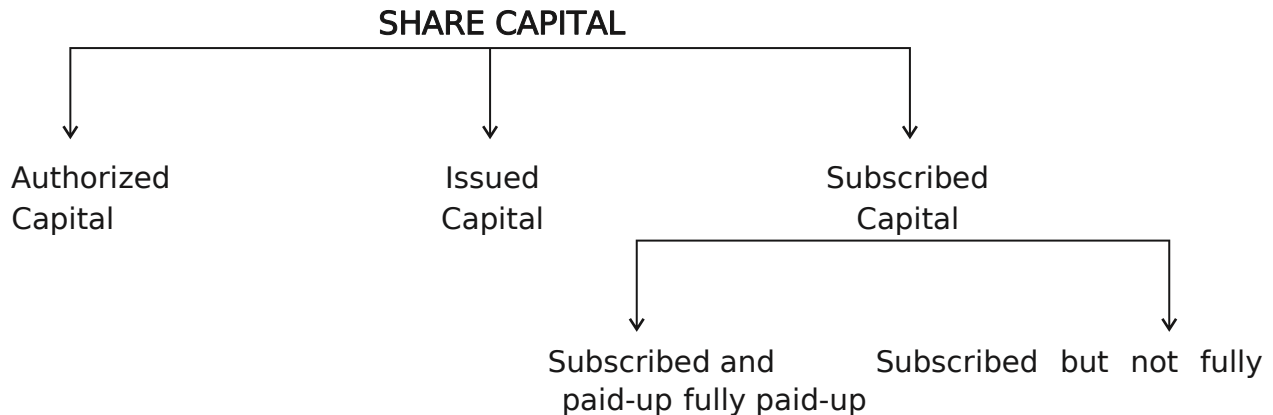 SHARE CAPITAL
Authorized
Capital
Issued
Capital
Subscribed
Capital
Subscribed and
paid-up fully paid-up
Subscribed but not fully